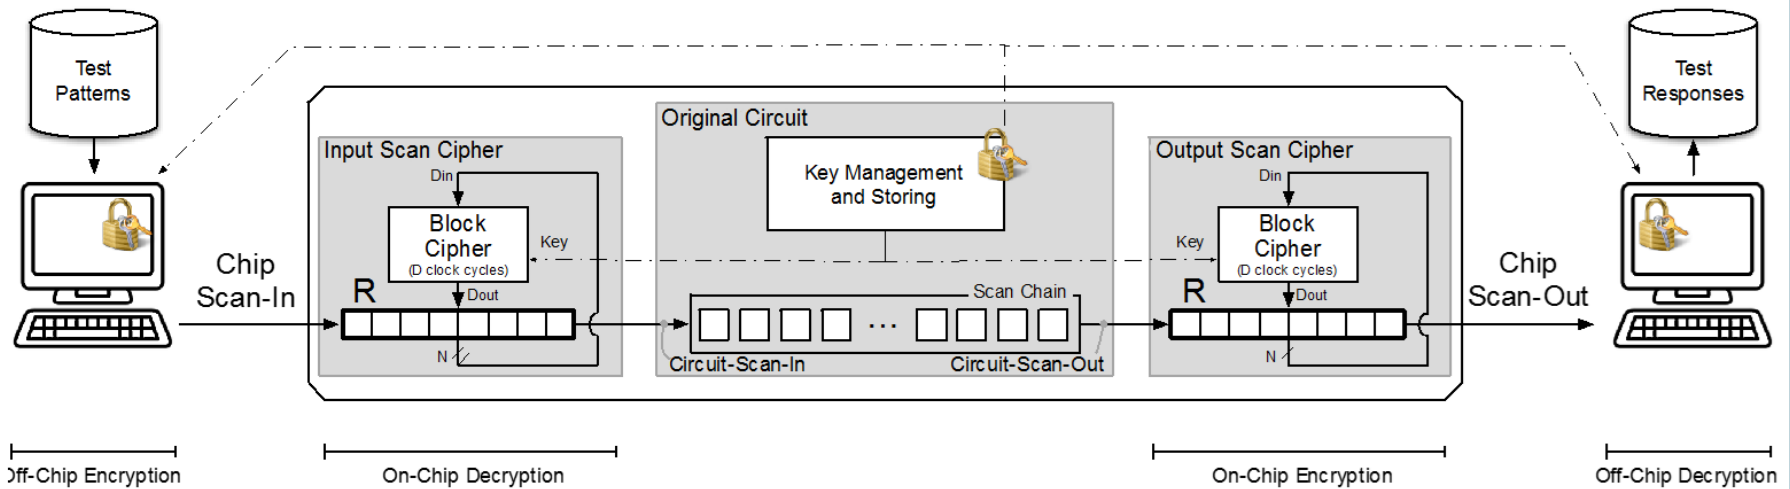 Test
Patterns
Test
Responses
Original Circuit
Input Scan Cipher
Output Scan Cipher
Key Management
and Storing
Din
Din
Block
Cipher
(D clock cycles)
Key
Key
Block
Cipher
(D clock cycles)
Chip
Scan-In
Chip
Scan-Out
R
Dout
Scan Chain
R
Dout
...
N
N
Circuit-Scan-In
Circuit-Scan-Out
Off-Chip Encryption
On-Chip Decryption
On-Chip Encryption
Off-Chip Decryption